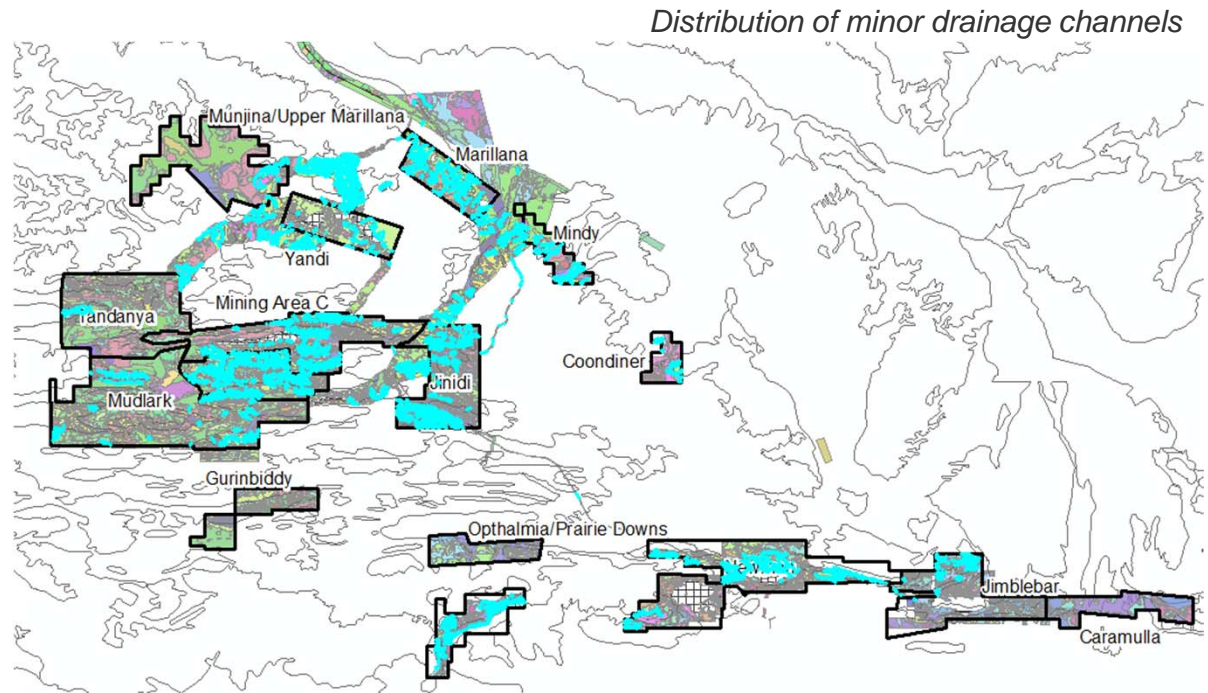 Distribution of minor drainage channels
Munjina/Upper Marillana
Marillana
Mindy
Yandi
Mining Area C
Tandanya
Coondiner
Jinidi
Mudlark
Gurinbiddy
Opthalmia/Prairie Downs
Jimblebar
Caramulla